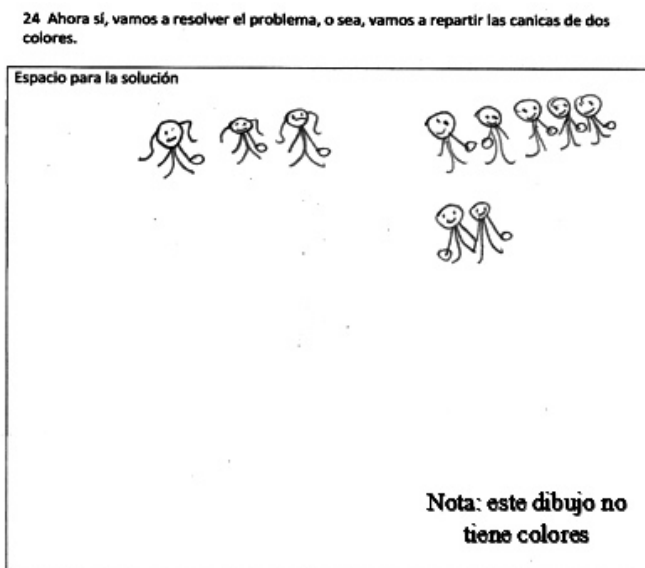 24 Ahora sí, vamos a resolver el problema, o sea, vamos a repartir las canicas de dos
colores.
Espacio para la solución
Nota: este dibujo no
tiene colores